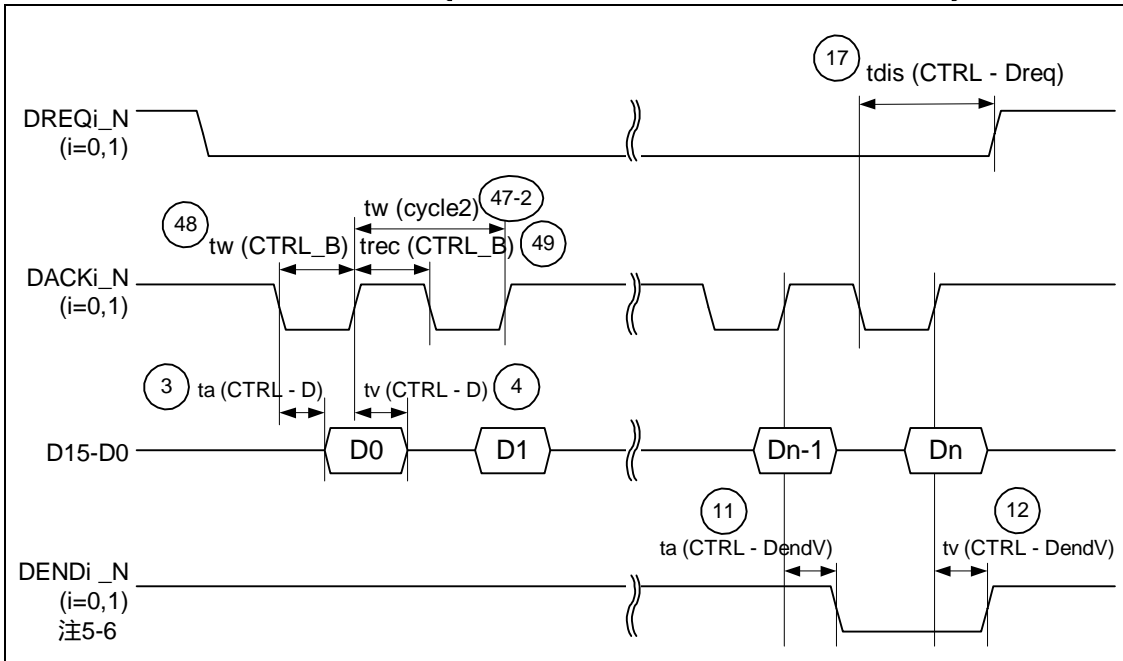 17
tdis (CTRL - Dreq)
DREQi_N
(i=0,1)
47-2
tw (cycle2)
48
tw (CTRL_B)
trec (CTRL_B)
49
DACKi_N
(i=0,1)
3
ta (CTRL - D)
tv (CTRL - D)
4
D15-D0
D0
D1
Dn-1
Dn
11
12
ta (CTRL - DendV)
tv (CTRL - DendV)
DENDi _N
(i=0,1)
注5-6